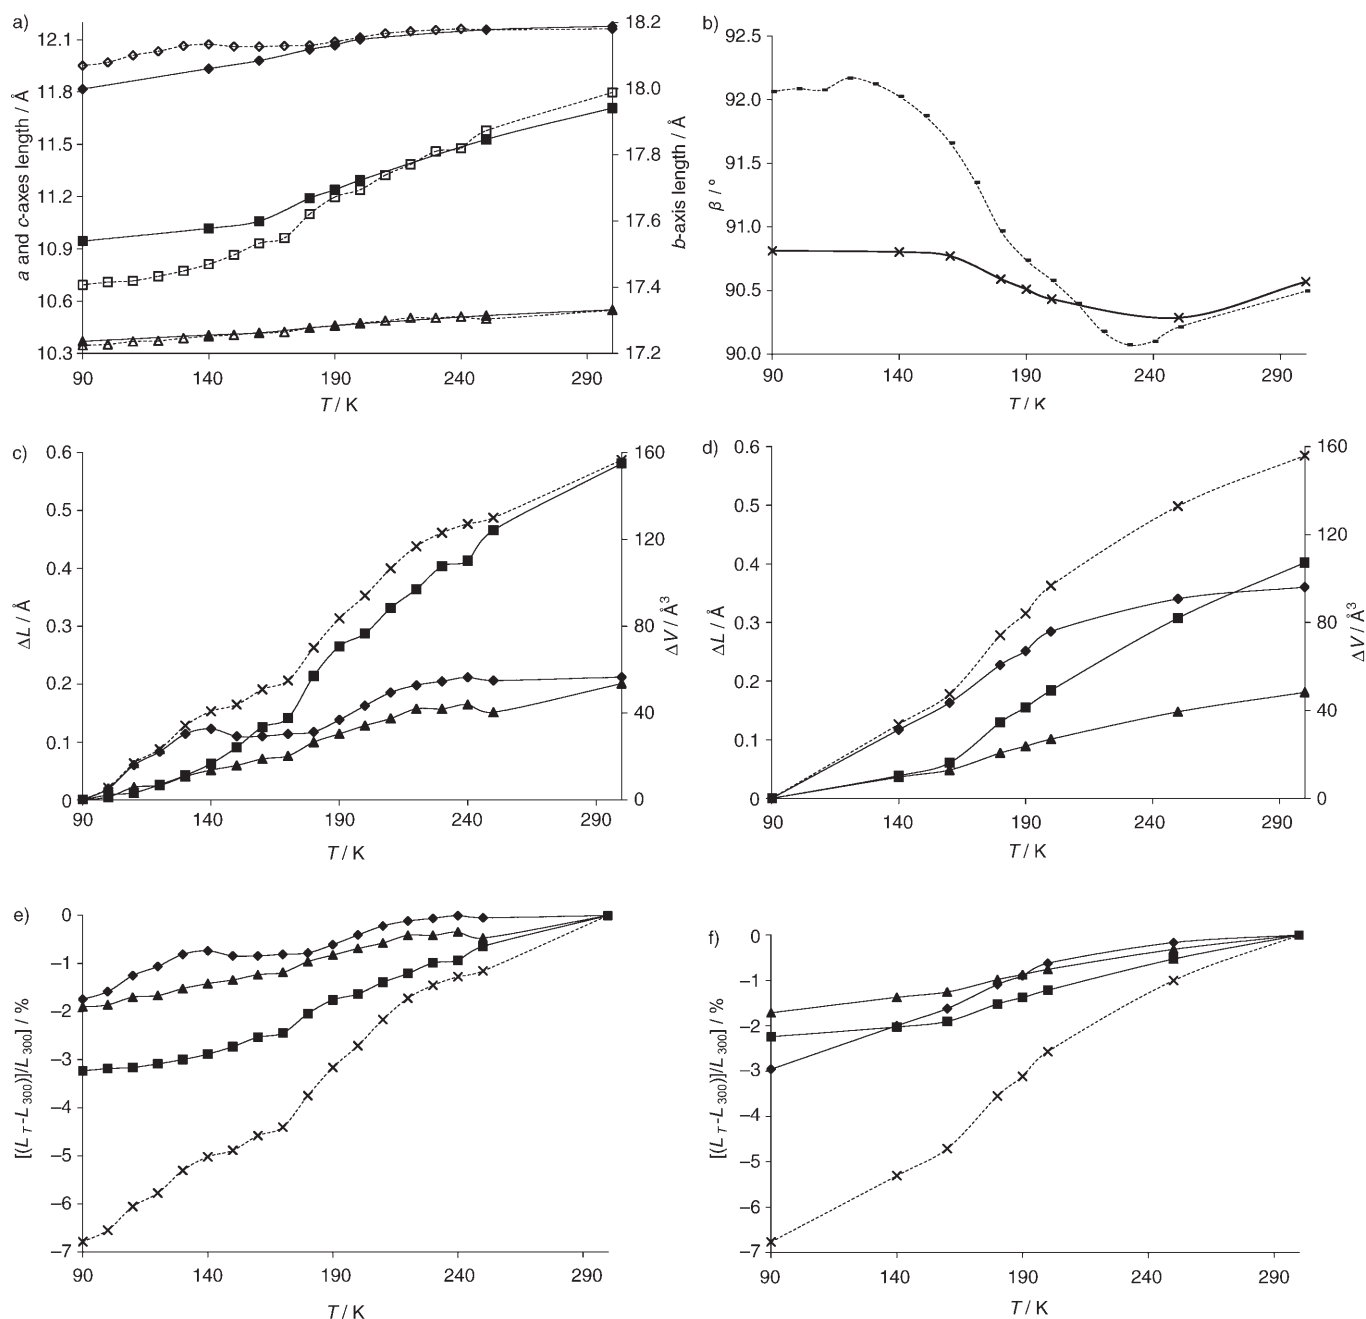 a)
12.1
11.8
11.5
11.2
10.9
10.6
10.3
a and c-axes length / Å
18.2
18.0
17.8
17.6
17.4
17.2
b-axis length / Å
90 140 190 240 290
T / K
b)
92.5
92.0
91.5
91.0
90.5
90.0
β / °
90 140 190 240 290
T / K
c)
0.6
0.5
0.4
0.3
0.2
0.1
0
ΔL / Å
160
120
80
40
0
ΔV / Å³
90 140 190 240 290
T / K
d)
0.6
0.5
0.4
0.3
0.2
0.1
0
ΔL / Å
160
120
80
40
0
ΔV / Å³
90 140 190 240 290
T / K
e)
0
–1
–2
–3
–4
–5
–6
–7
[(L_T-L_300)]/L_300] / %
90 140 190 240 290
T / K
f)
0
–1
–2
–3
–4
–5
–6
–7
[(L_T-L_300)]/L_300] / %
90 140 190 240 290
T / K